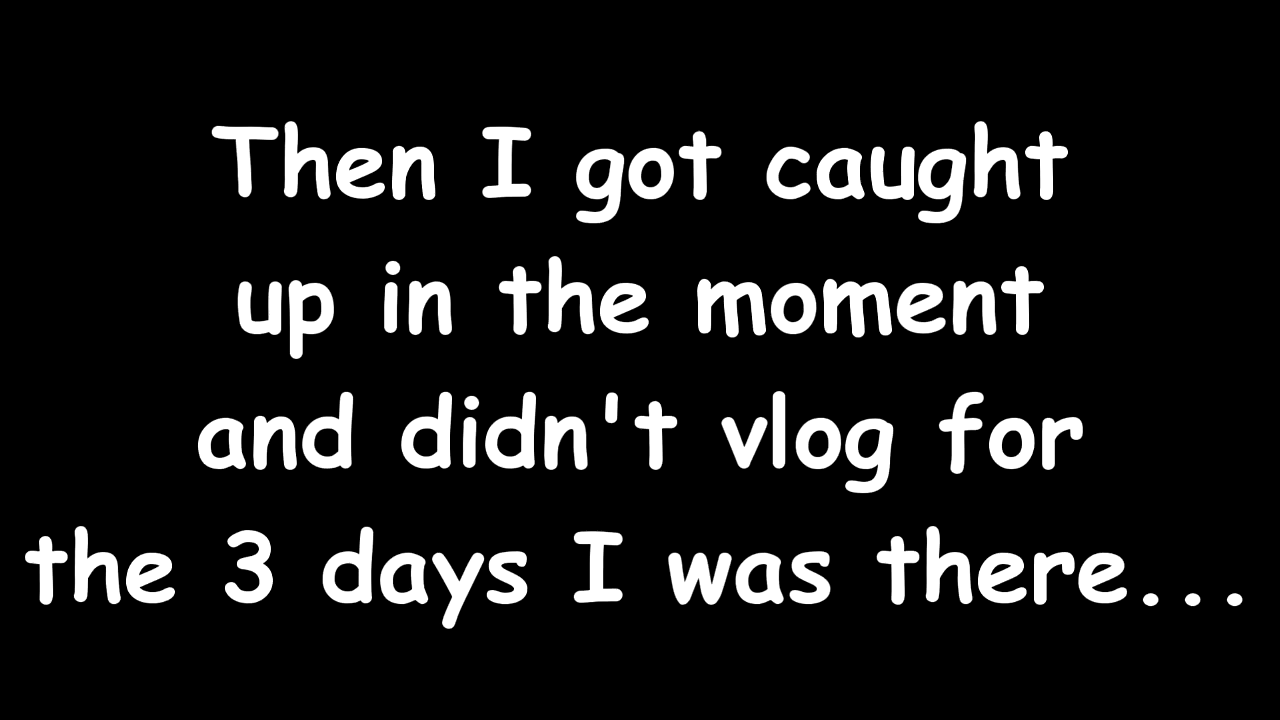 Then I got caught
up in the moment
and didn't vlog for
the 3 days I was there...